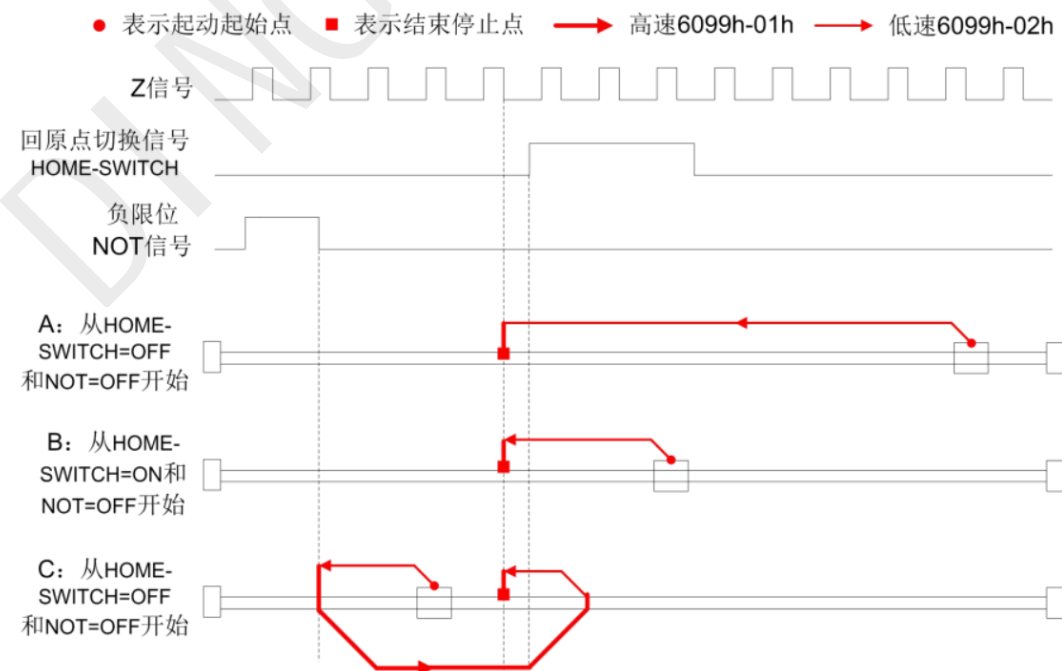 表示起动起始点 表示结束停止点 高速6099h-01h 低速6099h-02h
Z信号
回原点切换信号
HOME-SWITCH
负限位
NOT信号
A：从HOME-
SWITCH=OFF
和NOT=OFF开始
B：从HOME-
SWITCH=ON和
NOT=OFF开始
C：从HOME-
SWITCH=OFF
和NOT=OFF开始